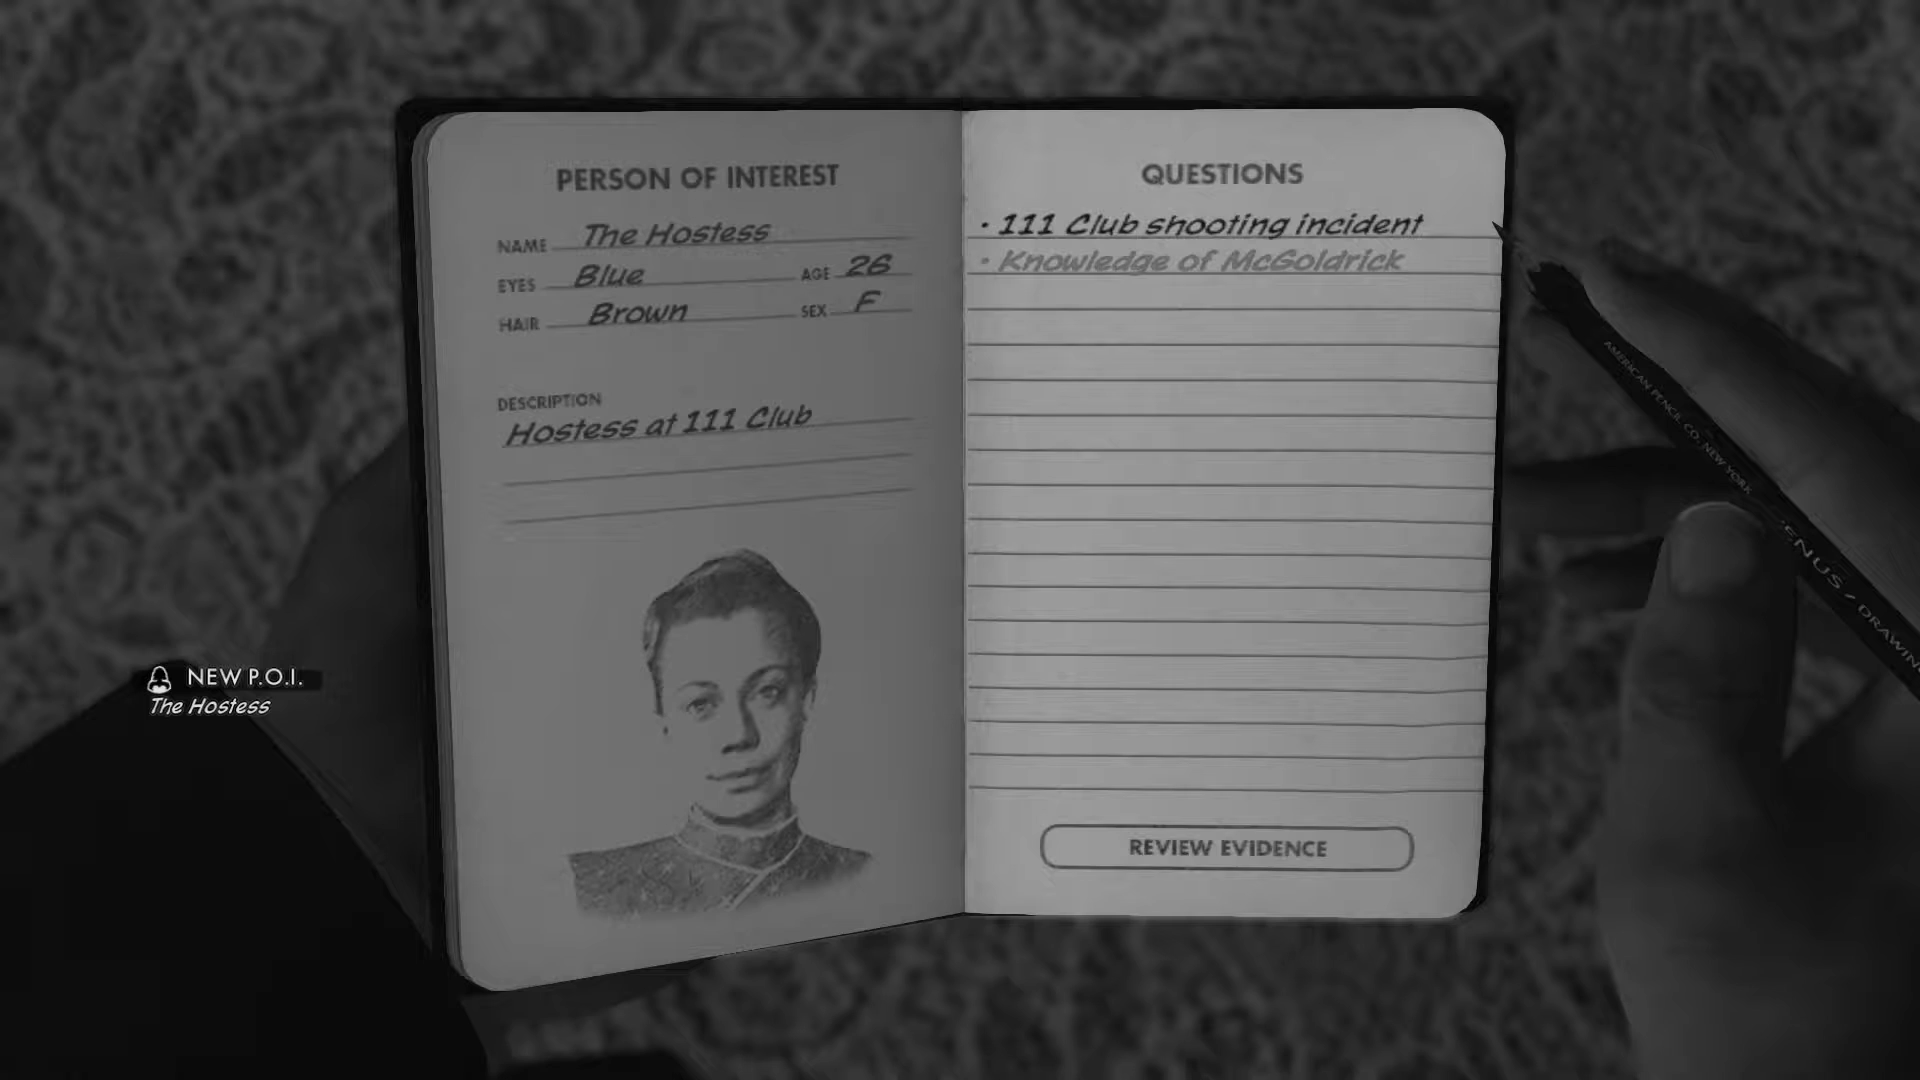 PERSON OF INTEREST
NAME The Hostess
EYES Blue AGE 26
HAIR Brown SEX F
DESCRIPTION
Hostess at 111 Club
QUESTIONS
· 111 Club shooting incident
· Knowledge of McGoldrick
REVIEW EVIDENCE
NEW P.O.I.
The Hostess
AMERICAN PENCIL CO. NEW YORK
ENUS / DRAWIN